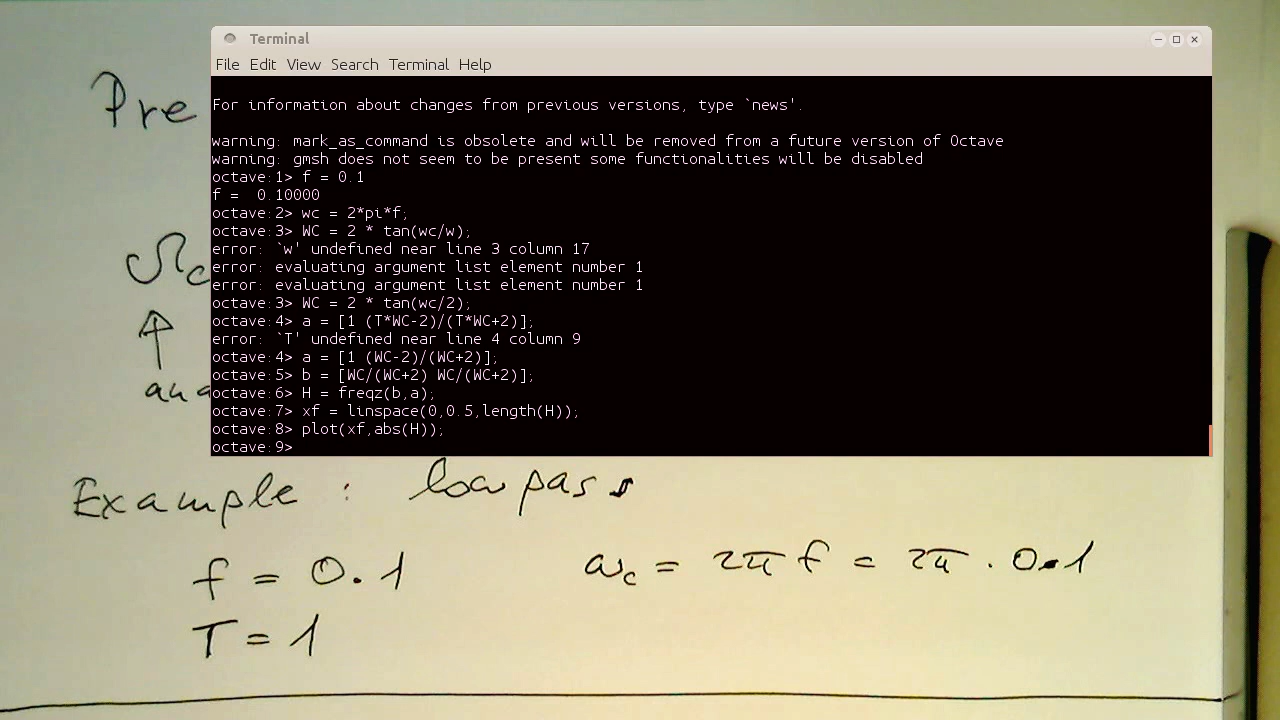 Terminal
File Edit View Search Terminal Help
For information about changes from previous versions, type `news'.
warning: mark_as_command is obsolete and will be removed from a future version of Octave
warning: gmsh does not seem to be present some functionalities will be disabled
octave:1> f = 0.1
f =  0.10000
octave:2> wc = 2*pi*f;
octave:3> WC = 2 * tan(wc/w);
error: `w' undefined near line 3 column 17
error: evaluating argument list element number 1
error: evaluating argument list element number 1
octave:3> WC = 2 * tan(wc/2);
octave:4> a = [1 (T*WC-2)/(T*WC+2)];
error: `T' undefined near line 4 column 9
octave:4> a = [1 (WC-2)/(WC+2)];
octave:5> b = [WC/(WC+2) WC/(WC+2)];
octave:6> H = freqz(b,a);
octave:7> xf = linspace(0,0.5,length(H));
octave:8> plot(xf,abs(H));
octave:9>
Pre
Ωc
↑
ana
Example : lowpass
f = 0.1 ωc = 2π f = 2π . 0.1
T = 1